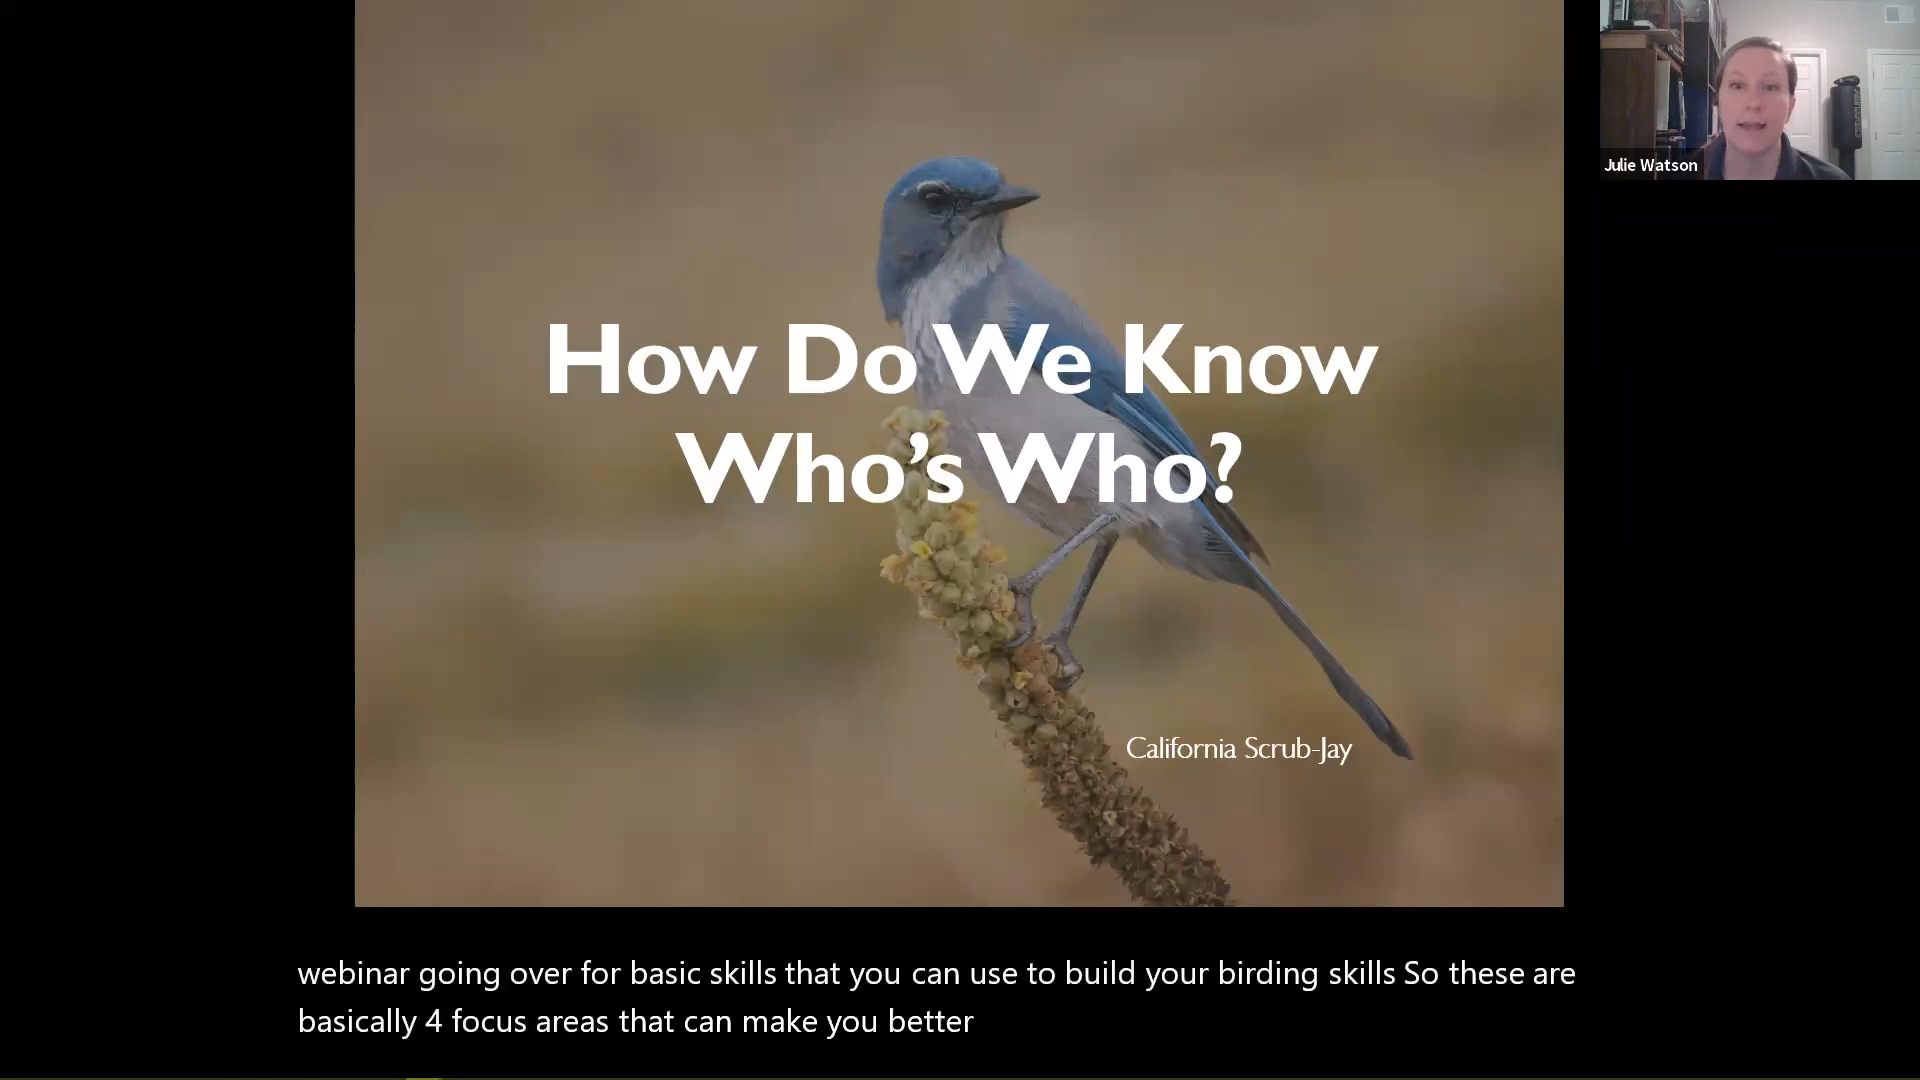 Julie Watson
How Do We Know
Who's Who?
California Scrub-Jay
webinar going over for basic skills that you can use to build your birding skills So these are
basically 4 focus areas that can make you better